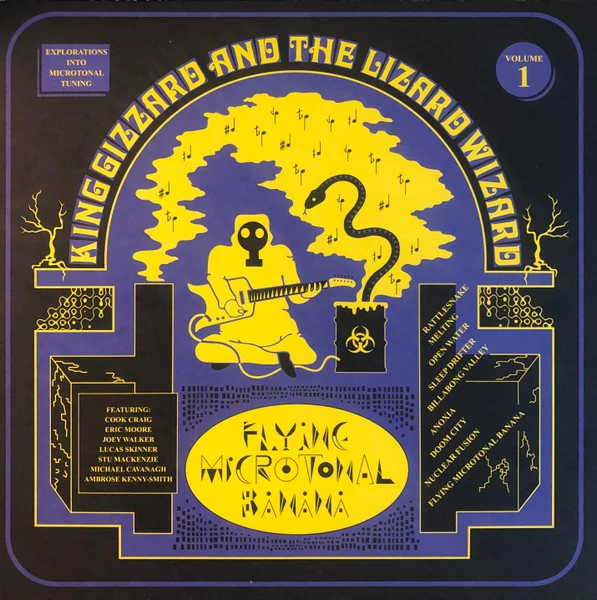 EXPLORATIONS
INTO
MICROTONAL
TUNING
VOLUME
1
KING GIZZARD AND THE LIZARD WIZARD
RATTLESNAKE
MELTING
OPEN WATER
SLEEP DRIFTER
BILLABONG VALLEY
ANOXIA
DOOM CITY
NUCLEAR FUSION
FLYING MICROTONAL BANANA
FEATURING:
COOK CRAIG
ERIC MOORE
JOEY WALKER
LUCAS SKINNER
STU MACKENZIE
MICHAEL CAVANAGH
AMBROSE KENNY-SMITH
FLYING
MICROTONAL
BANANA